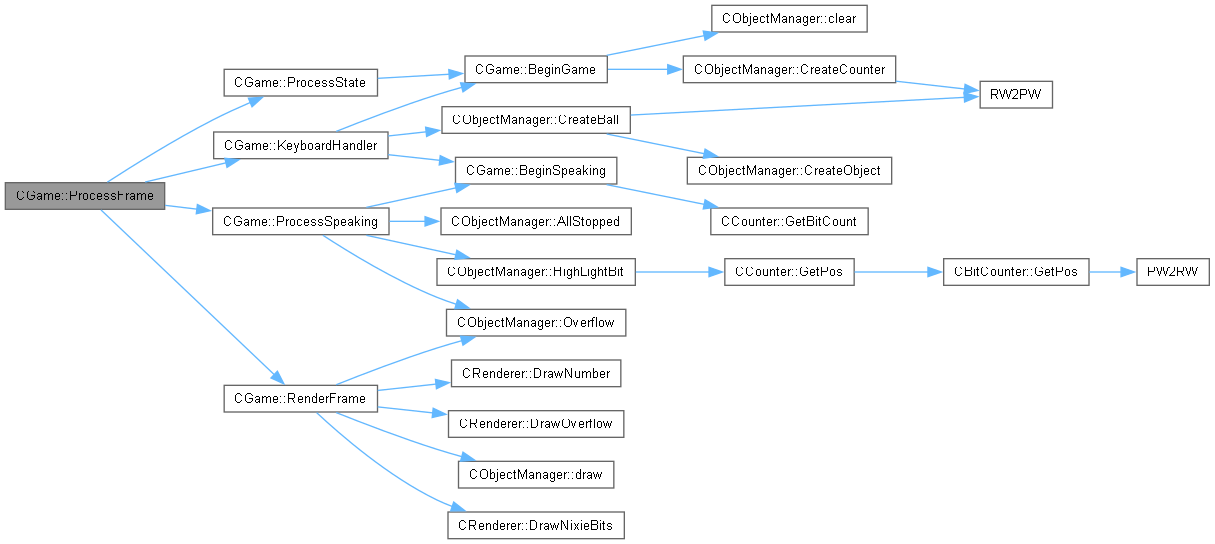 CObjectManager::clear
CGame::BeginGame
CObjectManager::CreateCounter
CGame::ProcessState
RW2PW
CObjectManager::CreateBall
CGame::KeyboardHandler
CGame::BeginSpeaking
CObjectManager::CreateObject
CGame::ProcessFrame
CGame::ProcessSpeaking
CObjectManager::AllStopped
CCounter::GetBitCount
CObjectManager::HighLightBit
CCounter::GetPos
CBitCounter::GetPos
PW2RW
CObjectManager::Overflow
CRenderer::DrawNumber
CGame::RenderFrame
CRenderer::DrawOverflow
CObjectManager::draw
CRenderer::DrawNixieBits